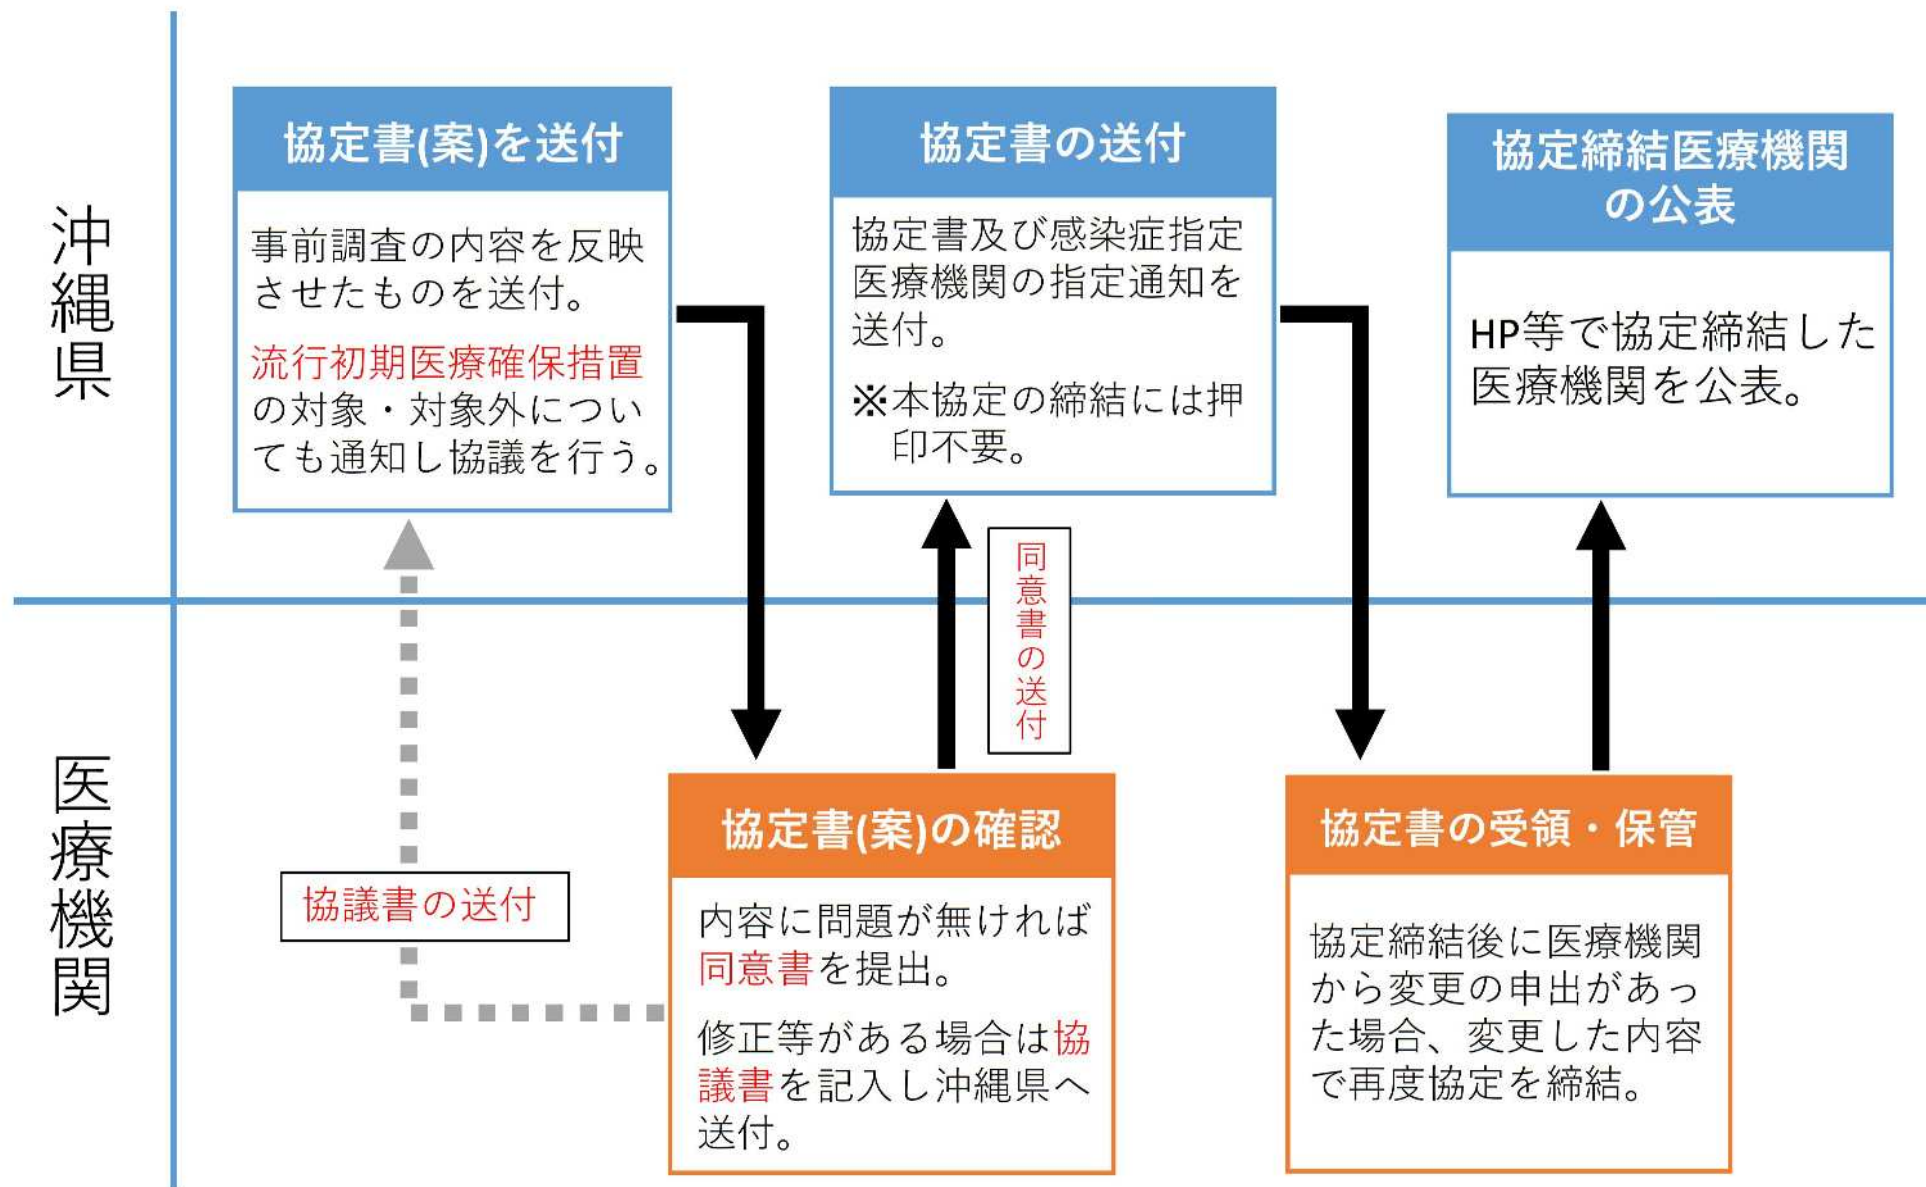 沖縄県
協定書(案)を送付
事前調査の内容を反映
させたものを送付。
流行初期医療確保措置
の対象・対象外につい
ても通知し協議を行う。
協定書の送付
協定書及び感染症指定
医療機関の指定通知を
送付。
※本協定の締結には押
印不要。
協定締結医療機関
の公表
HP等で協定締結した
医療機関を公表。
同意書の送付
医療機関
協議書の送付
協定書(案)の確認
内容に問題が無ければ
同意書を提出。
修正等がある場合は協
議書を記入し沖縄県へ
送付。
協定書の受領・保管
協定締結後に医療機関
から変更の申出があっ
た場合、変更した内容
で再度協定を締結。